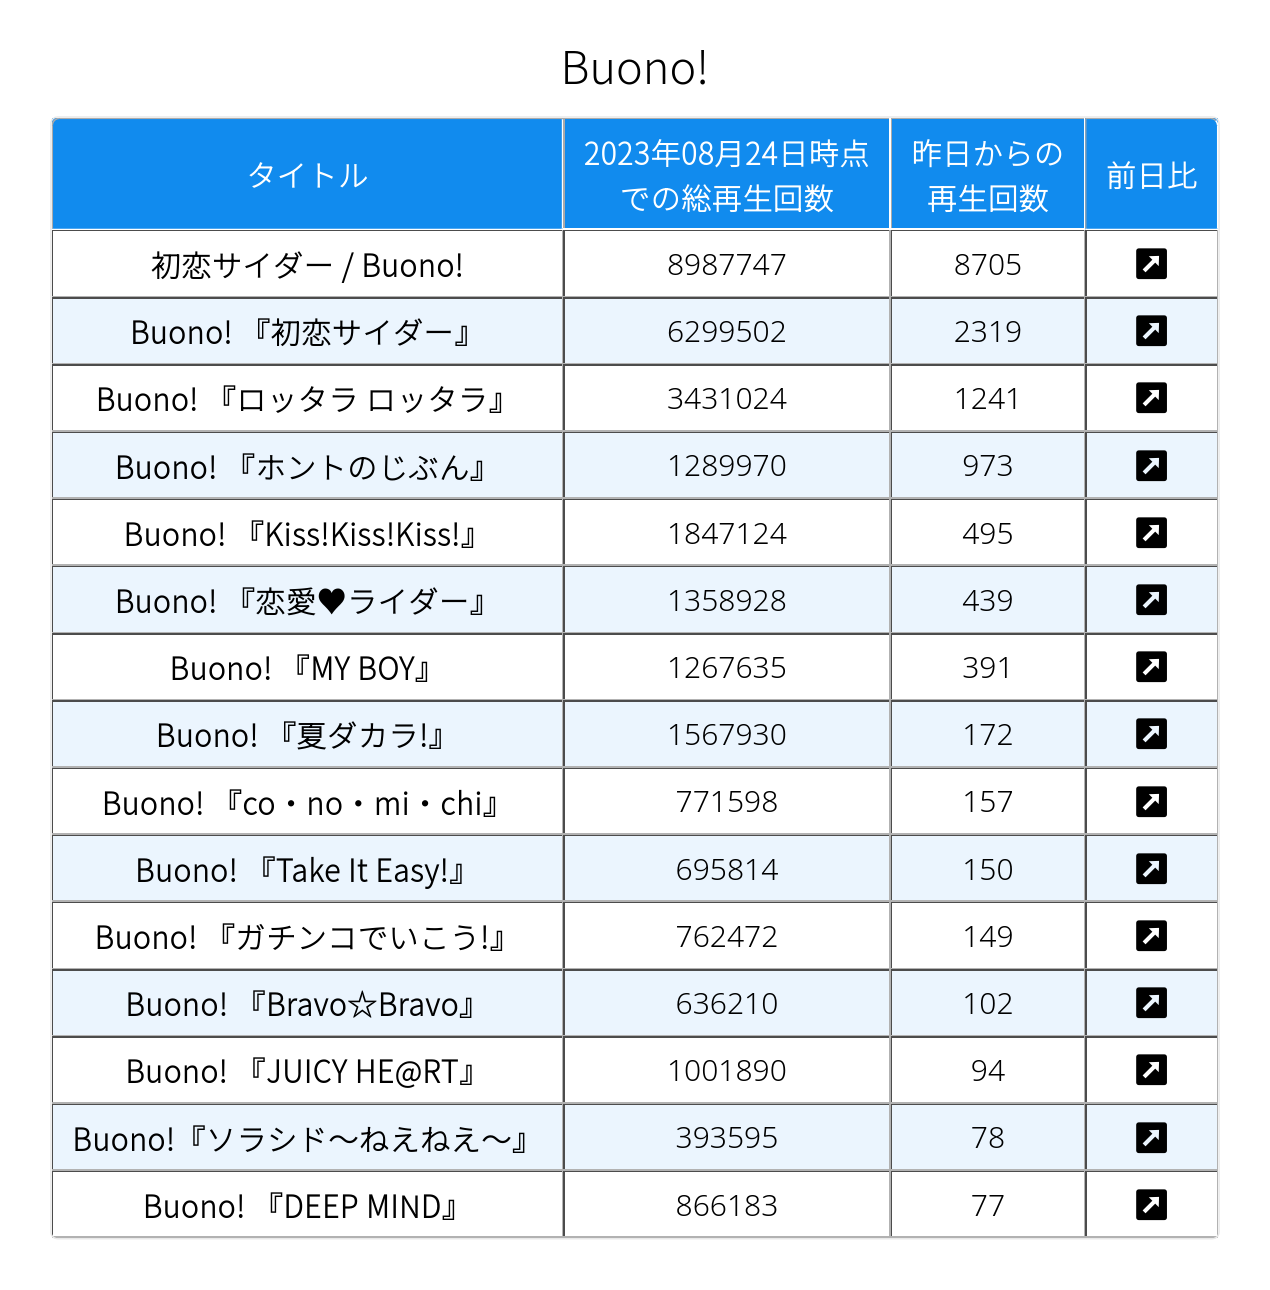 Buono!
タイトル
2023年08月24日時点
での総再生回数
昨日からの
再生回数
前日比
初恋サイダー / Buono! 8987747 8705
Buono! 『初恋サイダー』 6299502 2319
Buono! 『ロッタラ ロッタラ』 3431024 1241
Buono! 『ホントのじぶん』 1289970 973
Buono! 『Kiss!Kiss!Kiss!』 1847124 495
Buono! 『恋愛♥ライダー』 1358928 439
Buono! 『MY BOY』 1267635 391
Buono! 『夏ダカラ!』 1567930 172
Buono! 『co・no・mi・chi』 771598 157
Buono! 『Take It Easy!』 695814 150
Buono! 『ガチンコでいこう!』 762472 149
Buono! 『Bravo☆Bravo』 636210 102
Buono! 『JUICY HE@RT』 1001890 94
Buono!『ソラシド〜ねえねえ〜』 393595 78
Buono! 『DEEP MIND』 866183 77